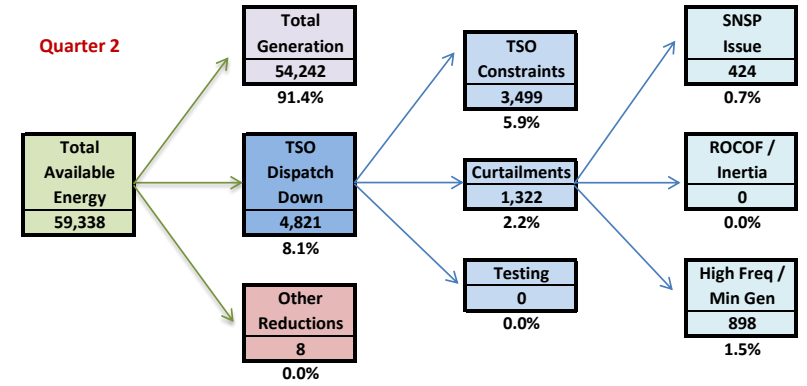 Quarter 2
Total
Available
Energy
59,338
Total
Generation
54,242
91.4%
TSO
Dispatch
Down
4,821
8.1%
Other
Reductions
8
0.0%
TSO
Constraints
3,499
5.9%
Curtailments
1,322
2.2%
Testing
0
0.0%
SNSP
Issue
424
0.7%
ROCOF /
Inertia
0
0.0%
High Freq /
Min Gen
898
1.5%